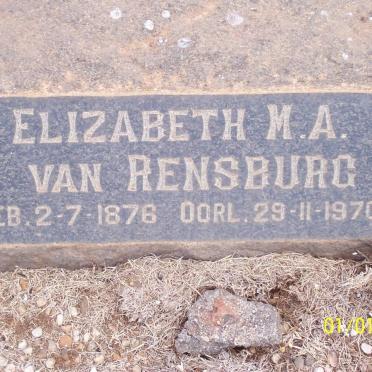 ELIZABETH M.A.
VAN RENSBURG
EB. 2-7-1876 OORL. 29-11-1970
01/01